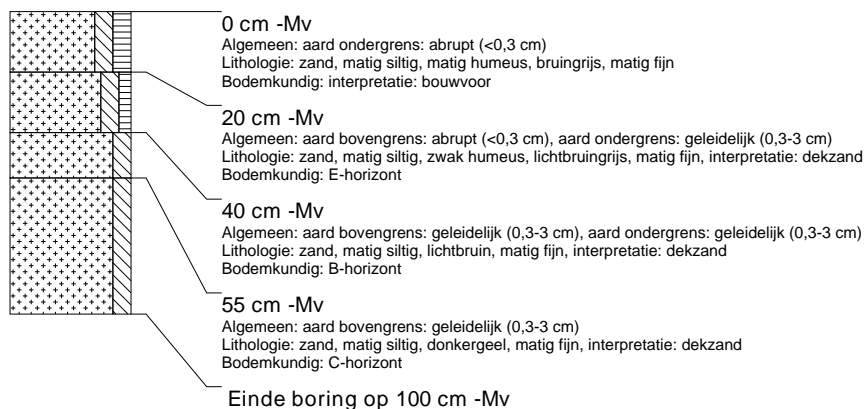 0 cm -Mv
Algemeen: aard ondergrens: abrupt (<0,3 cm)
Lithologie: zand, matig siltig, matig humeus, bruingrijs, matig fijn
Bodemkundig: interpretatie: bouwvoor
20 cm -Mv
Algemeen: aard bovengrens: abrupt (<0,3 cm), aard ondergrens: geleidelijk (0,3-3 cm)
Lithologie: zand, matig siltig, zwak humeus, lichtbruingrijs, matig fijn, interpretatie: dekzand
Bodemkundig: E-horizont
40 cm -Mv
Algemeen: aard bovengrens: geleidelijk (0,3-3 cm), aard ondergrens: geleidelijk (0,3-3 cm)
Lithologie: zand, matig siltig, lichtbruin, matig fijn, interpretatie: dekzand
Bodemkundig: B-horizont
55 cm -Mv
Algemeen: aard bovengrens: geleidelijk (0,3-3 cm)
Lithologie: zand, matig siltig, donkergeel, matig fijn, interpretatie: dekzand
Bodemkundig: C-horizont
Einde boring op 100 cm -Mv